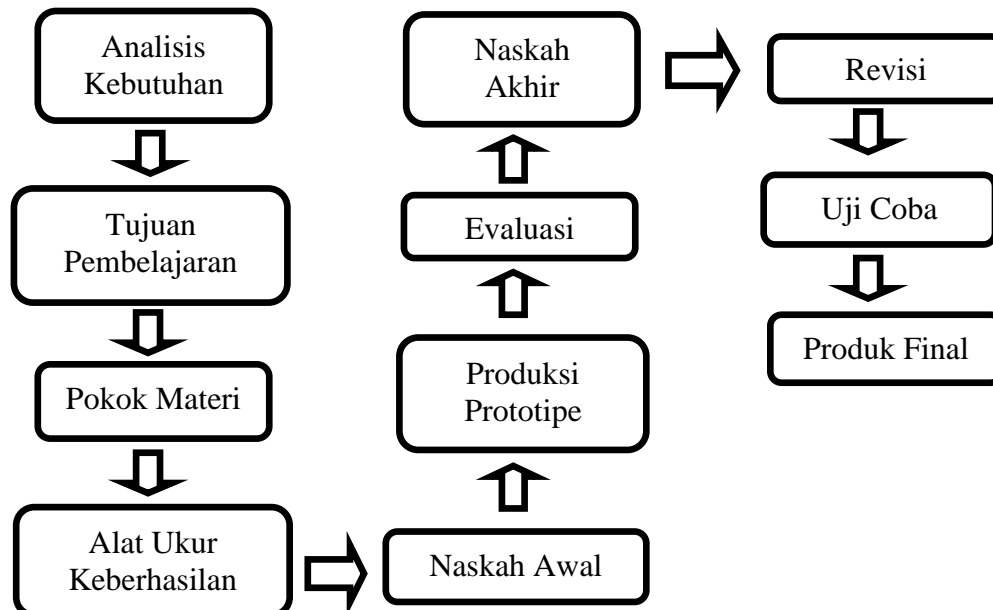 Analisis
Kebutuhan
Tujuan
Pembelajaran
Pokok Materi
Alat Ukur
Keberhasilan
Naskah Awal
Produksi
Prototipe
Evaluasi
Naskah
Akhir
Revisi
Uji Coba
Produk Final